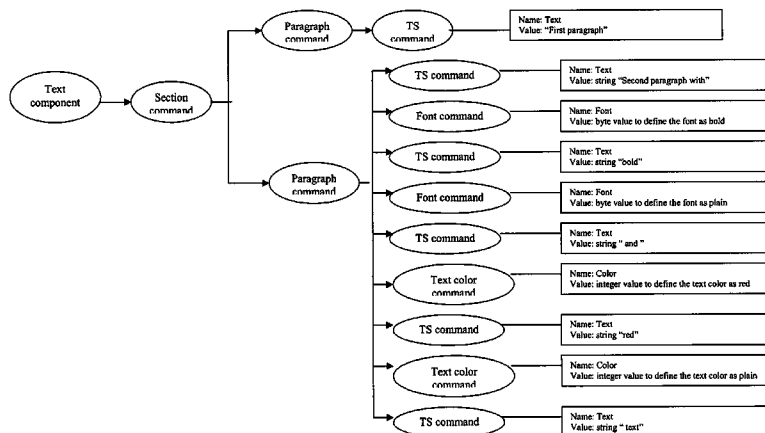 Paragraph
command
TS
command
Name: Text
Value: "First paragraph"
Text
component
Section
command
Paragraph
command
TS command
Name: Text
Value: string "Second paragraph with"
Font command
Name: Font
Value: byte value to define the font as bold
TS command
Name: Text
Value: string "bold"
Font command
Name: Font
Value: byte value to define the font as plain
TS command
Name: Text
Value: string " and "
Text color
command
Name: Color
Value: integer value to define the text color as red
TS command
Name: Text
Value: string "red"
Text color
command
Name: Color
Value: integer value to define the text color as plain
TS command
Name: Text
Value: string " text"